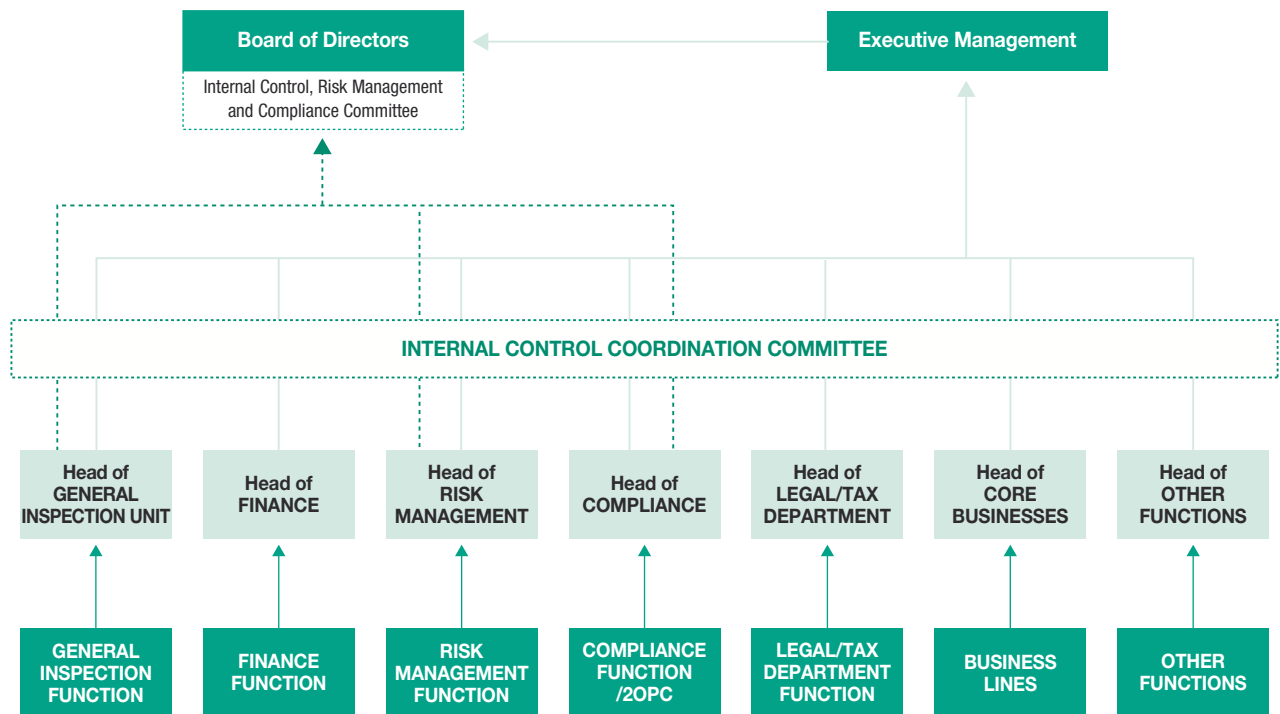 Board of Directors
Executive Management
Internal Control, Risk Management
and Compliance Committee
INTERNAL CONTROL COORDINATION COMMITTEE
Head of
GENERAL
INSPECTION UNIT
Head of
FINANCE
Head of
RISK
MANAGEMENT
Head of
COMPLIANCE
Head of
LEGAL/TAX
DEPARTMENT
Head of
CORE
BUSINESSES
Head of
OTHER
FUNCTIONS
GENERAL
INSPECTION
FUNCTION
FINANCE
FUNCTION
RISK
MANAGEMENT
FUNCTION
COMPLIANCE
FUNCTION
/2OPC
LEGAL/TAX
DEPARTMENT
FUNCTION
BUSINESS
LINES
OTHER
FUNCTIONS